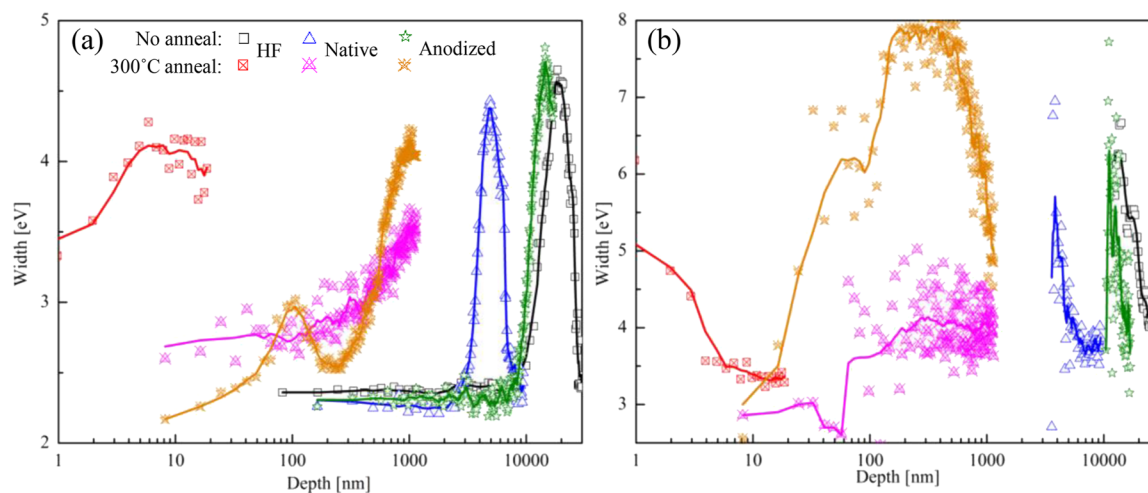 (a)
No anneal: HF Native Anodized
300°C anneal:
5
4
3
2
Width [eV]
1 10 100 1000 10000
Depth [nm]
(b)
8
7
6
5
4
3
Width [eV]
1 10 100 1000 10000
Depth [nm]